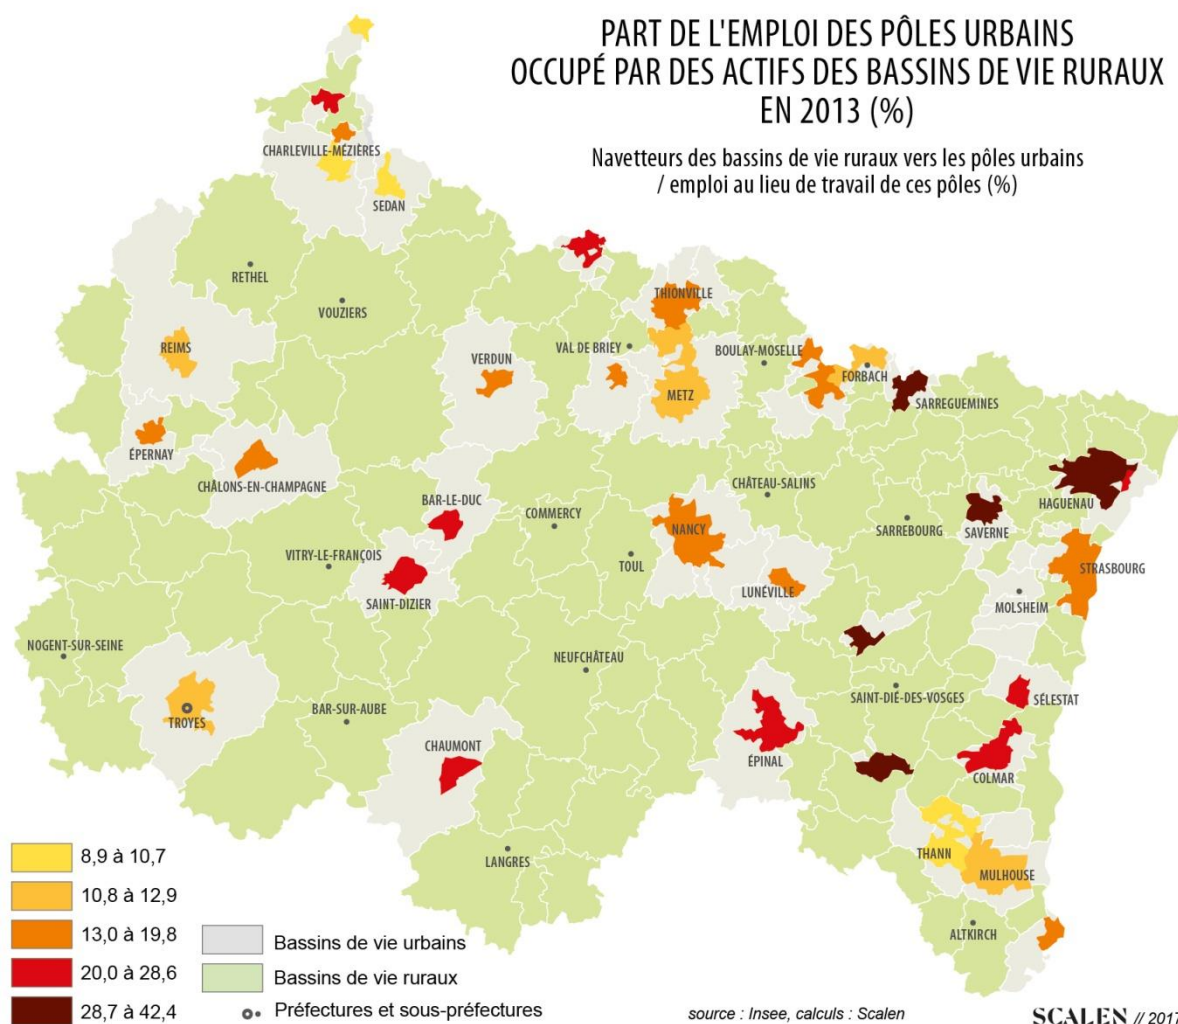 PART DE L'EMPLOI DES PÔLES URBAINS
OCCUPÉ PAR DES ACTIFS DES BASSINS DE VIE RURAUX
EN 2013 (%)
Navetteurs des bassins de vie ruraux vers les pôles urbains
/ emploi au lieu de travail de ces pôles (%)
CHARLEVILLE-MÉZIÈRES
SEDAN
RETHEL
VOUZIERS
THIONVILLE
REIMS
VERDUN
VAL DE BRIEY
BOULAY-MOSELLE
FORBACH
METZ
SARREGUEMINES
ÉPERNAY
CHÂLONS-EN-CHAMPAGNE
BAR-LE-DUC
COMMERCY
CHÂTEAU-SALINS
HAGUENAU
SARREBOURG
SAVERNE
NANCY
VITRY-LE-FRANÇOIS
TOUL
STRASBOURG
SAINT-DIZIER
LUNÉVILLE
MOLSHEIM
NOGENT-SUR-SEINE
NEUFCHÂTEAU
SAINT-DIÉ-DES-VOSGES
SÉLESTAT
TROYES
BAR-SUR-AUBE
CHAUMONT
ÉPINAL
COLMAR
THANN
LANGRES
MULHOUSE
ALTKIRCH
8,9 à 10,7
10,8 à 12,9
13,0 à 19,8
20,0 à 28,6
28,7 à 42,4
Bassins de vie urbains
Bassins de vie ruraux
Préfectures et sous-préfectures
source : Insee, calculs : Scalen
SCALEN // 2017